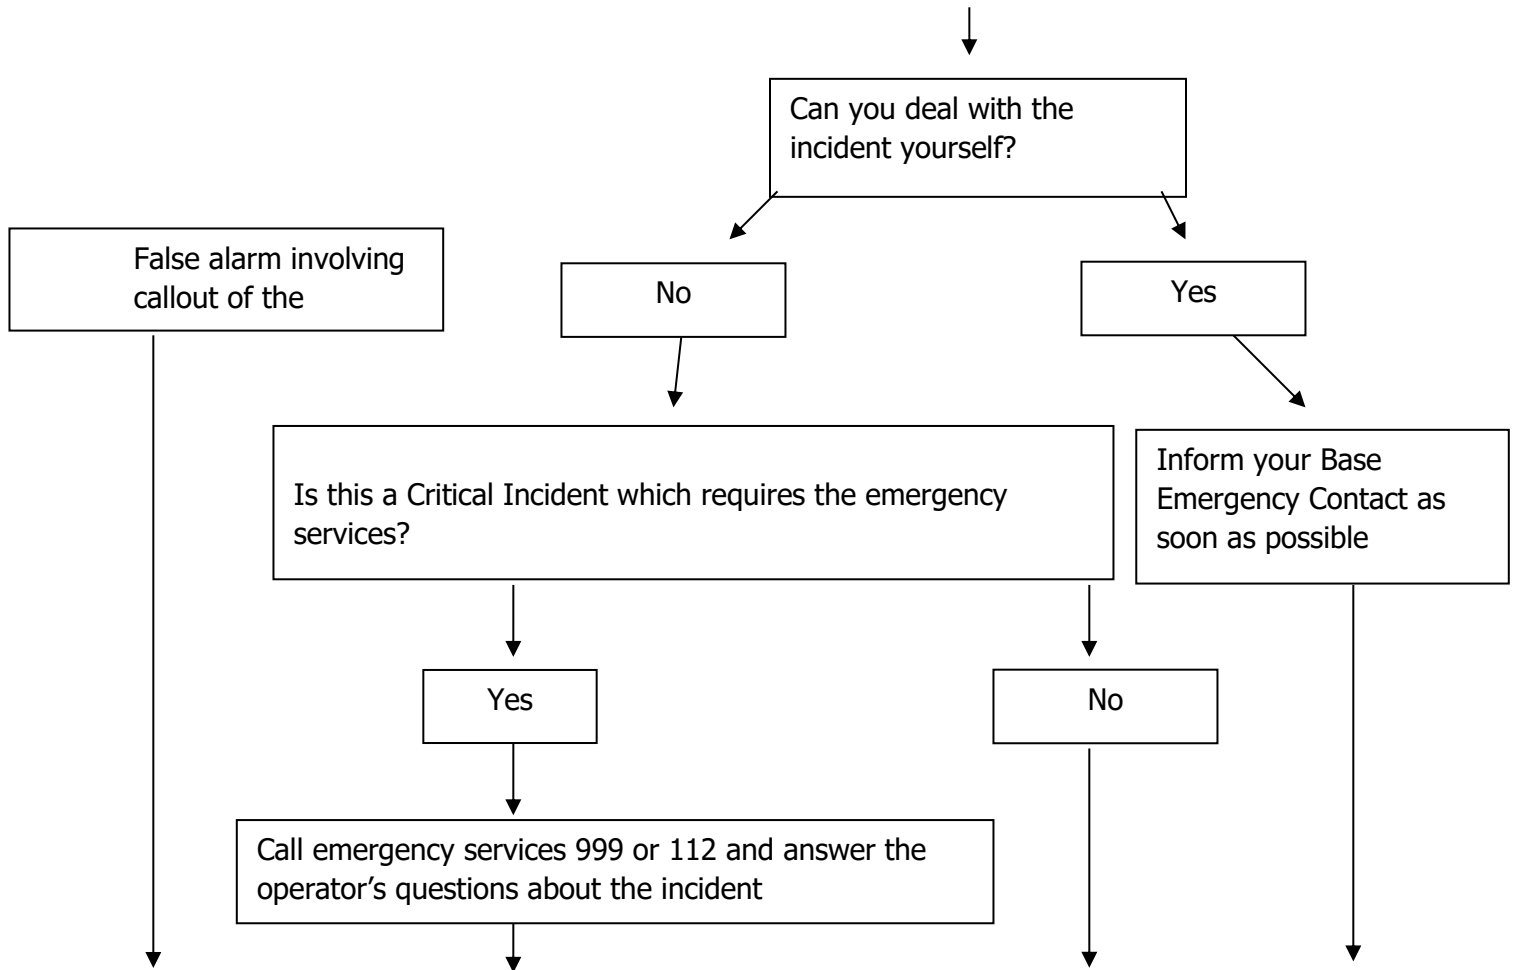 Can you deal with the
incident yourself?
False alarm involving
callout of the
No
Yes
Is this a Critical Incident which requires the emergency
services?
Inform your Base
Emergency Contact as
soon as possible
Yes
No
Call emergency services 999 or 112 and answer the
operator’s questions about the incident